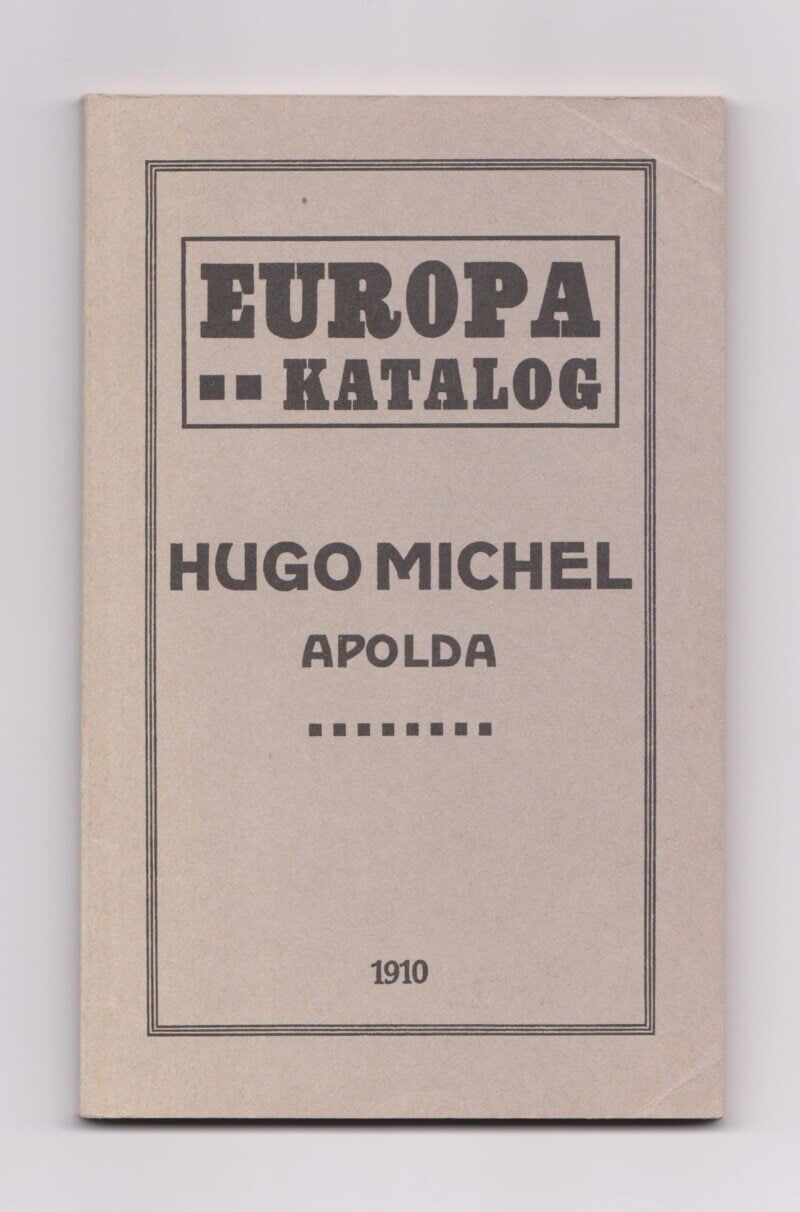 EUROPA
KATALOG
HUGO MICHEL
APOLDA
1910